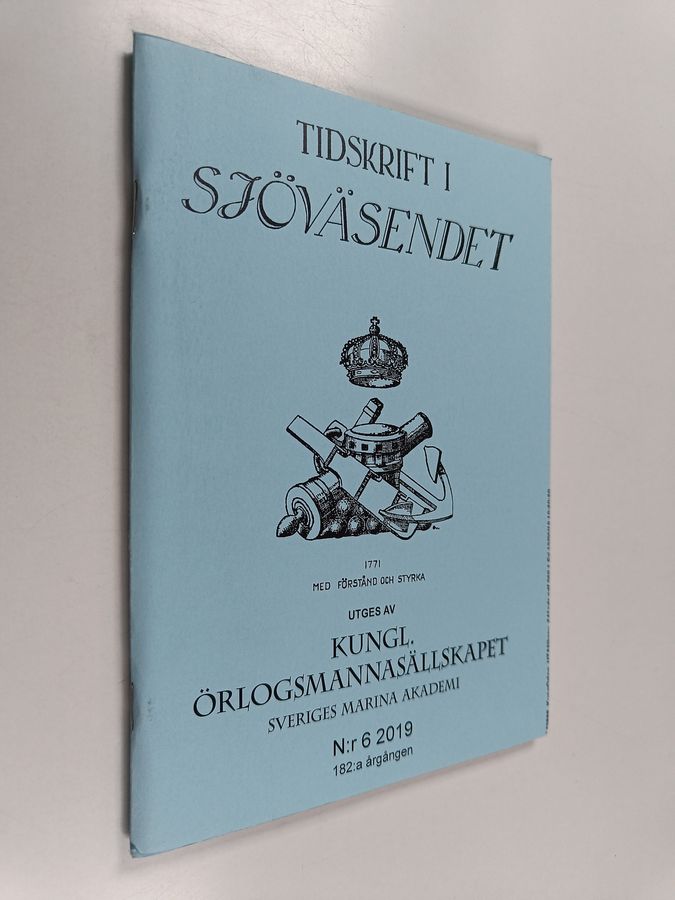 TIDSKRIFT I
SJÖVÄSENDET
1771
MED FÖRSTÅND OCH STYRKA
UTGES AV
KUNGL.
ÖRLOGSMANNASÄLLSKAPET
SVERIGES MARINA AKADEMI
N:r 6 2019
182:a årgången